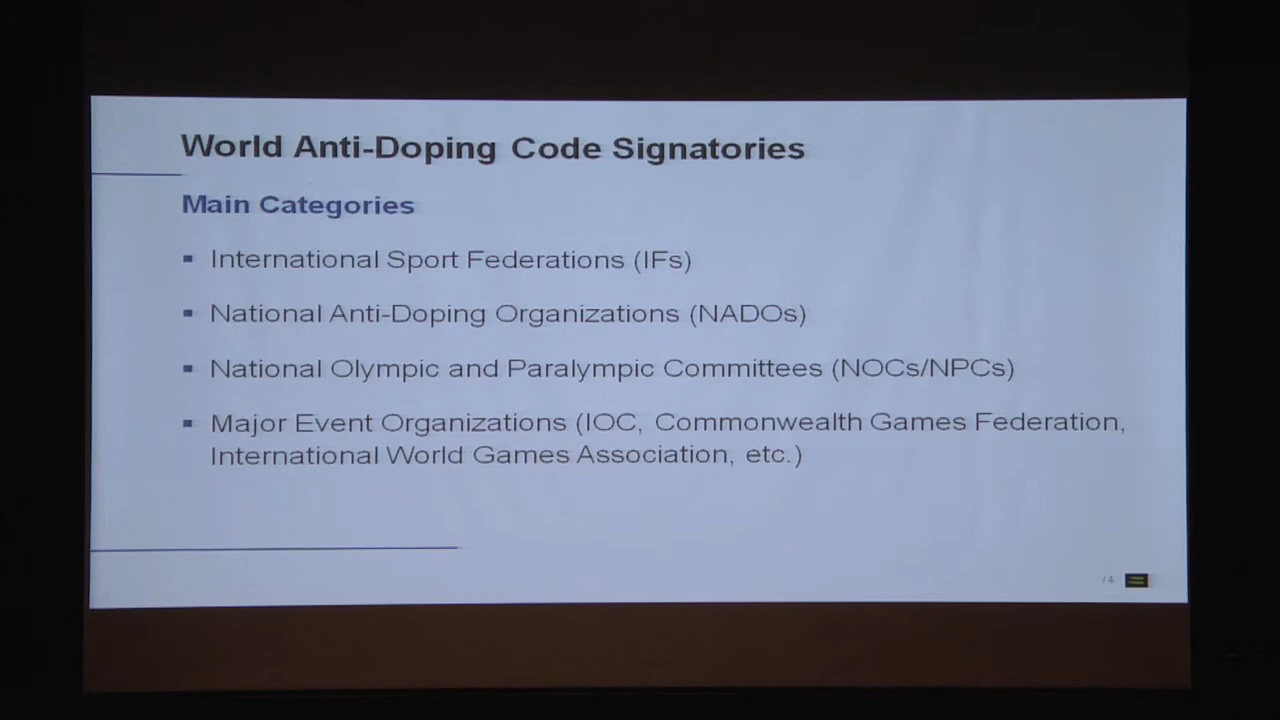 World Anti-Doping Code Signatories
Main Categories
▪ International Sport Federations (IFs)
▪ National Anti-Doping Organizations (NADOs)
▪ National Olympic and Paralympic Committees (NOCs/NPCs)
▪ Major Event Organizations (IOC, Commonwealth Games Federation,
International World Games Association, etc.)
/4